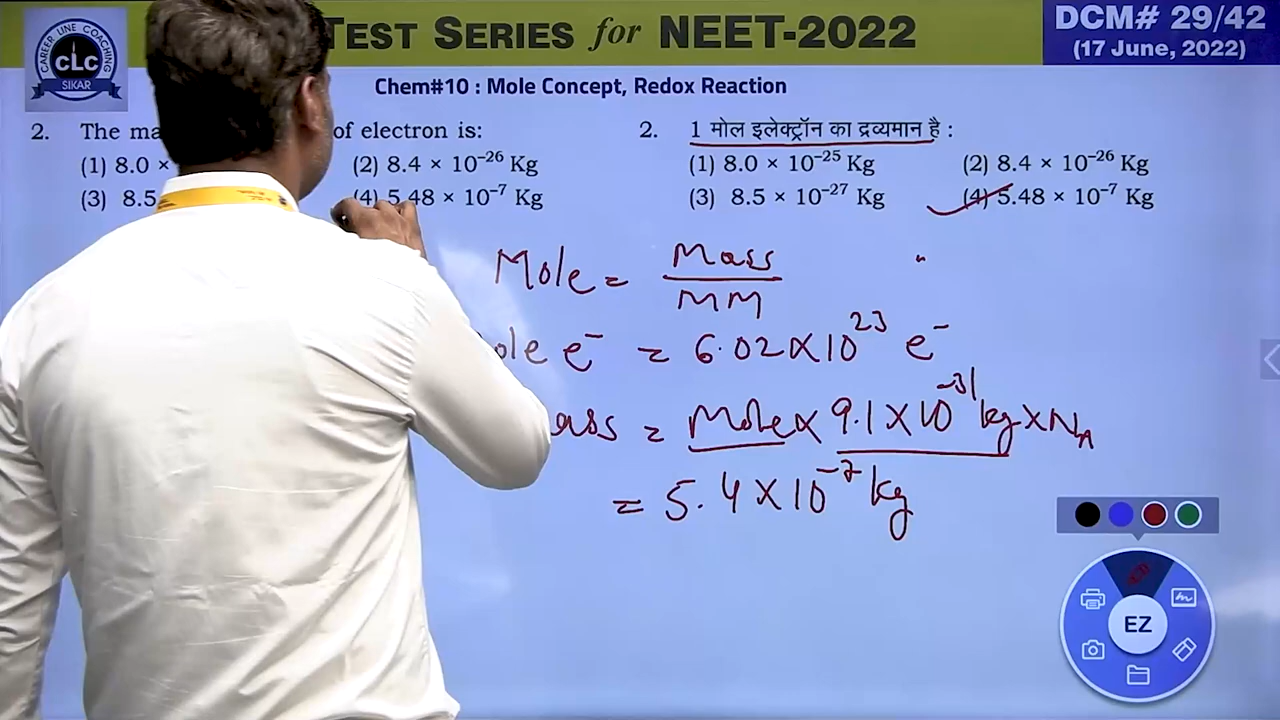 CAREER LINE COACHING
CLC
SIKAR
TEST SERIES for NEET-2022
DCM# 29/42
(17 June, 2022)
Chem#10 : Mole Concept, Redox Reaction
2. The of electron is:
(1) 8.0 × (2) 8.4 × 10⁻²⁶ Kg
(3) 8.5 (4) 5.48 × 10⁻⁷ Kg
2. 1 मोल इलेक्ट्रॉन का द्रव्यमान है :
(1) 8.0 × 10⁻²⁵ Kg (2) 8.4 × 10⁻²⁶ Kg
(3) 8.5 × 10⁻²⁷ Kg (4) 5.48 × 10⁻⁷ Kg
Mole = Mass / MM
e⁻ = 6.02 × 10²³ e⁻
= Mole × 9.1 × 10⁻³¹ kg × N_A
= 5.4 × 10⁻⁷ kg
EZ